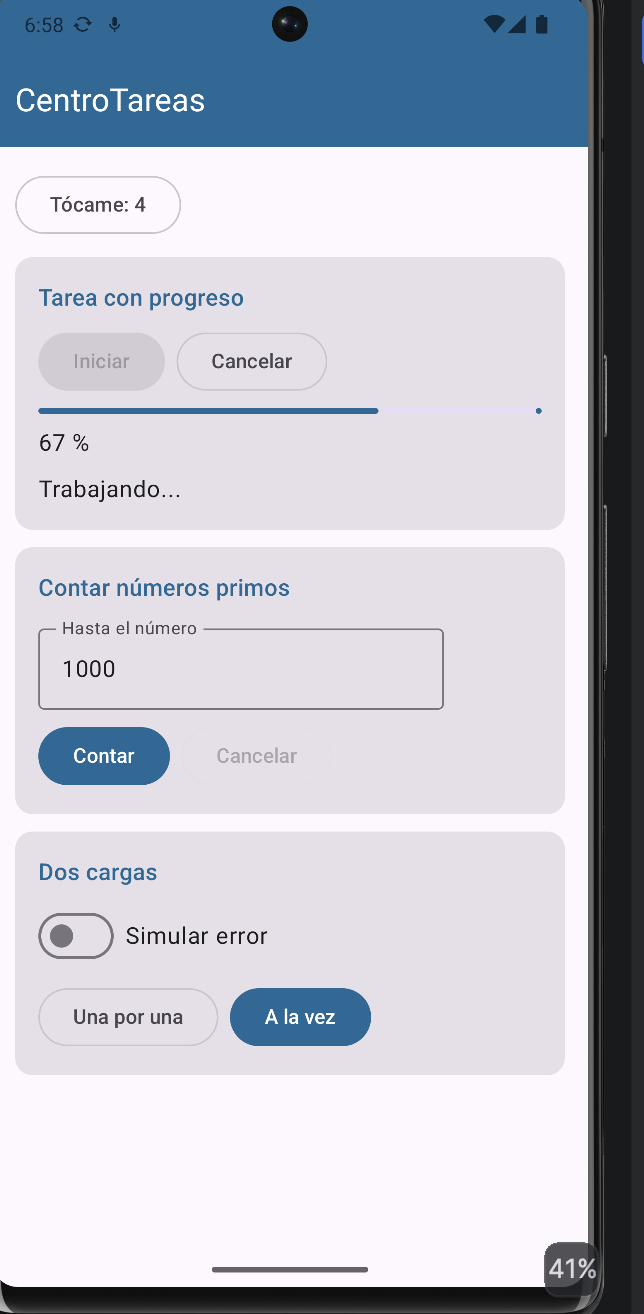 6:58
CentroTareas
Tócame: 4
Tarea con progreso
Iniciar Cancelar
67 %
Trabajando...
Contar números primos
Hasta el número
1000
Contar Cancelar
Dos cargas
Simular error
Una por una A la vez
41%